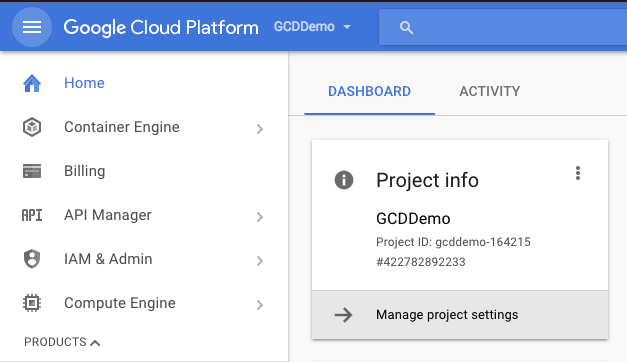 Google Cloud Platform GCDDemo
Home
Container Engine
Billing
API API Manager
IAM & Admin
Compute Engine
PRODUCTS
DASHBOARD ACTIVITY
Project info
GCDDemo
Project ID: gcddemo-164215
#422782892233
Manage project settings